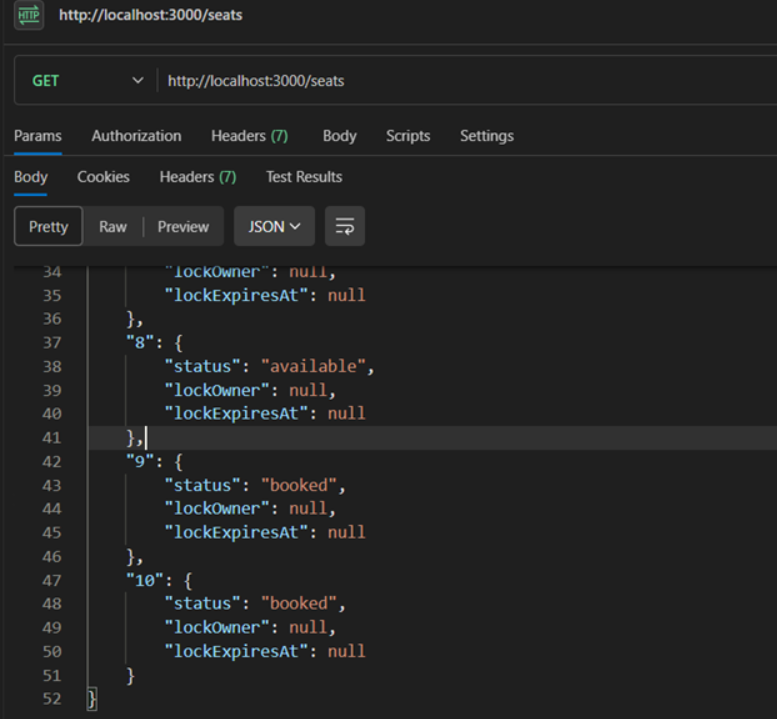 HTTP http://localhost:3000/seats
GET http://localhost:3000/seats
Params Authorization Headers (7) Body Scripts Settings
Body Cookies Headers (7) Test Results
Pretty Raw Preview JSON
34 "lockOwner": null,
35 "lockExpiresAt": null
36 },
37 "8": {
38 "status": "available",
39 "lockOwner": null,
40 "lockExpiresAt": null
41 },
42 "9": {
43 "status": "booked",
44 "lockOwner": null,
45 "lockExpiresAt": null
46 },
47 "10": {
48 "status": "booked",
49 "lockOwner": null,
50 "lockExpiresAt": null
51 }
52 }